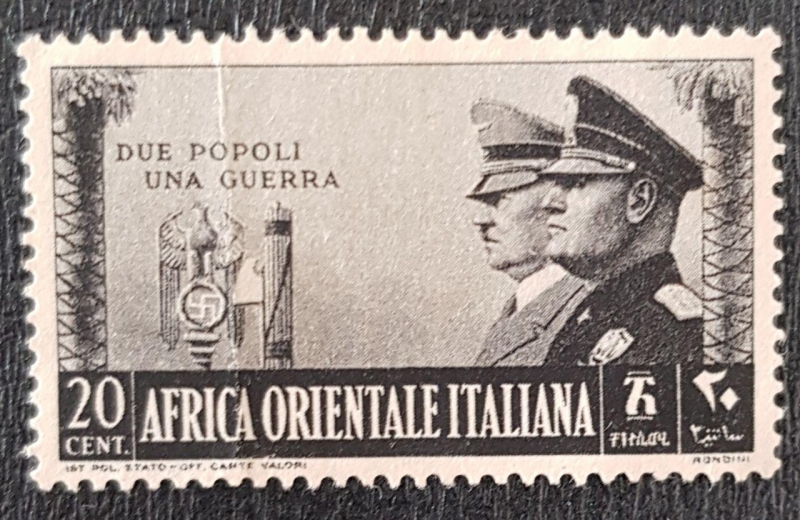 DUE POPOLI
UNA GUERRA
20
CENT.
AFRICA ORIENTALE ITALIANA
٢٠
IST. POL. STATO - OFF. CARTE VALORI
RONDINI